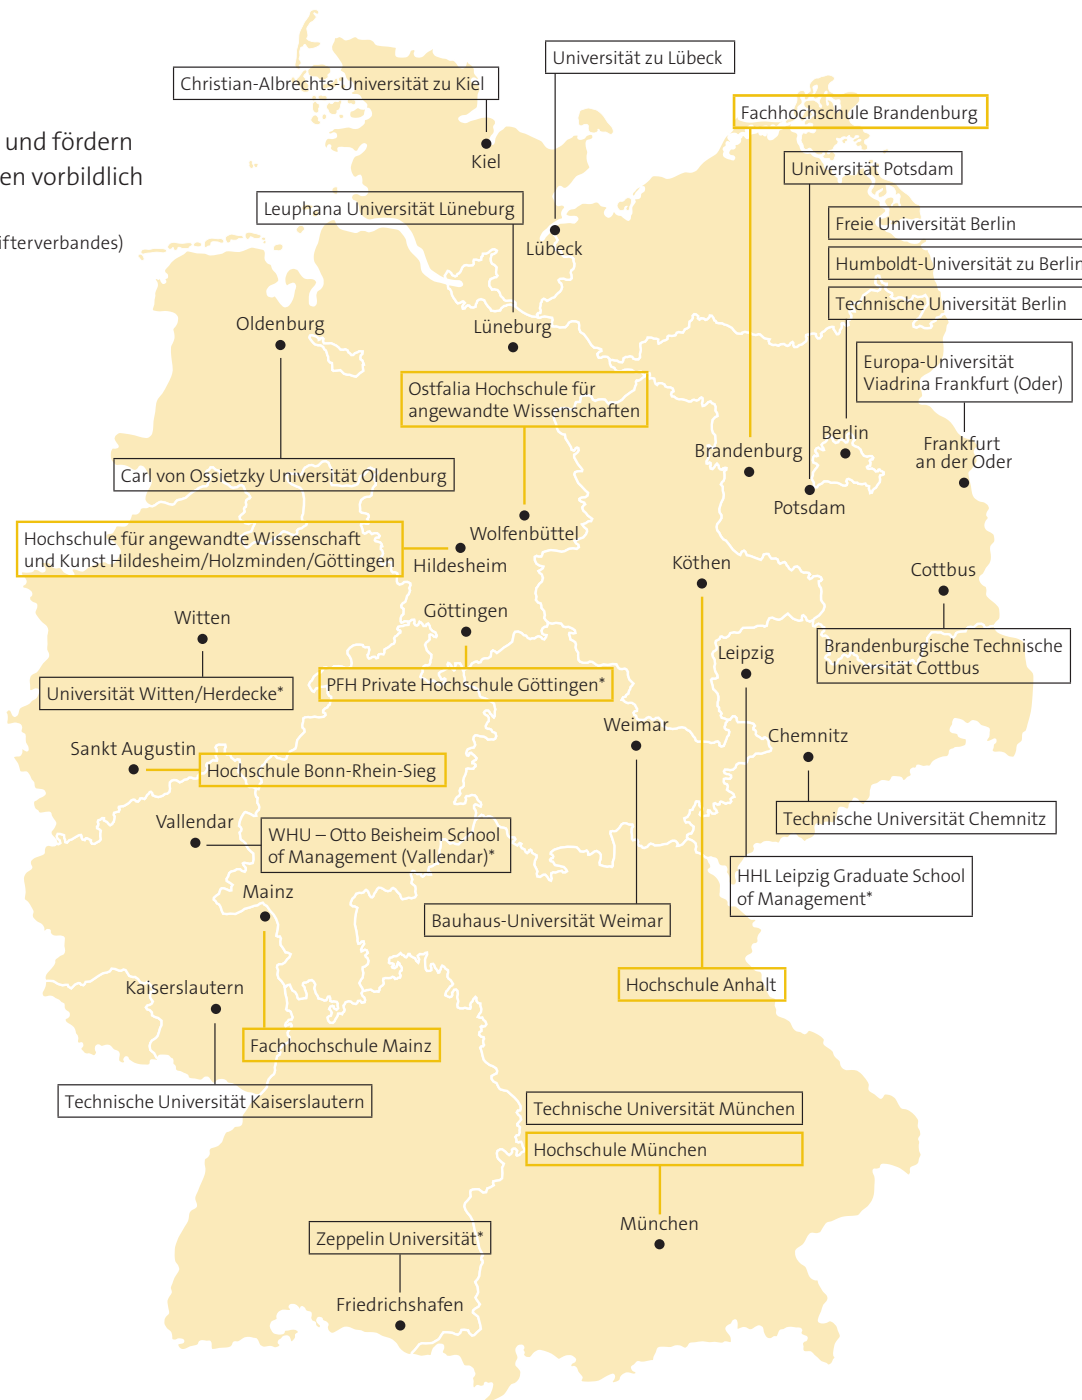 Universität zu Lübeck
Christian-Albrechts-Universität zu Kiel
Fachhochschule Brandenburg
und fördern
en vorbildlich
Kiel
Universität Potsdam
Leuphana Universität Lüneburg
Freie Universität Berlin
ifterverbandes)
Lübeck
Humboldt-Universität zu Berlin
Technische Universität Berlin
Oldenburg
Lüneburg
Europa-Universität
Viadrina Frankfurt (Oder)
Ostfalia Hochschule für
angewandte Wissenschaften
Berlin
Brandenburg
Frankfurt
an der Oder
Carl von Ossietzky Universität Oldenburg
Potsdam
Wolfenbüttel
Hochschule für angewandte Wissenschaft
und Kunst Hildesheim/Holzminden/Göttingen
Hildesheim
Köthen
Cottbus
Göttingen
Witten
Brandenburgische Technische
Universität Cottbus
Leipzig
PFH Private Hochschule Göttingen*
Universität Witten/Herdecke*
Weimar
Chemnitz
Sankt Augustin
Hochschule Bonn-Rhein-Sieg
Vallendar
Technische Universität Chemnitz
WHU – Otto Beisheim School
of Management (Vallendar)*
HHL Leipzig Graduate School
of Management*
Mainz
Bauhaus-Universität Weimar
Kaiserslautern
Hochschule Anhalt
Fachhochschule Mainz
Technische Universität Kaiserslautern
Technische Universität München
Hochschule München
München
Zeppelin Universität*
Friedrichshafen